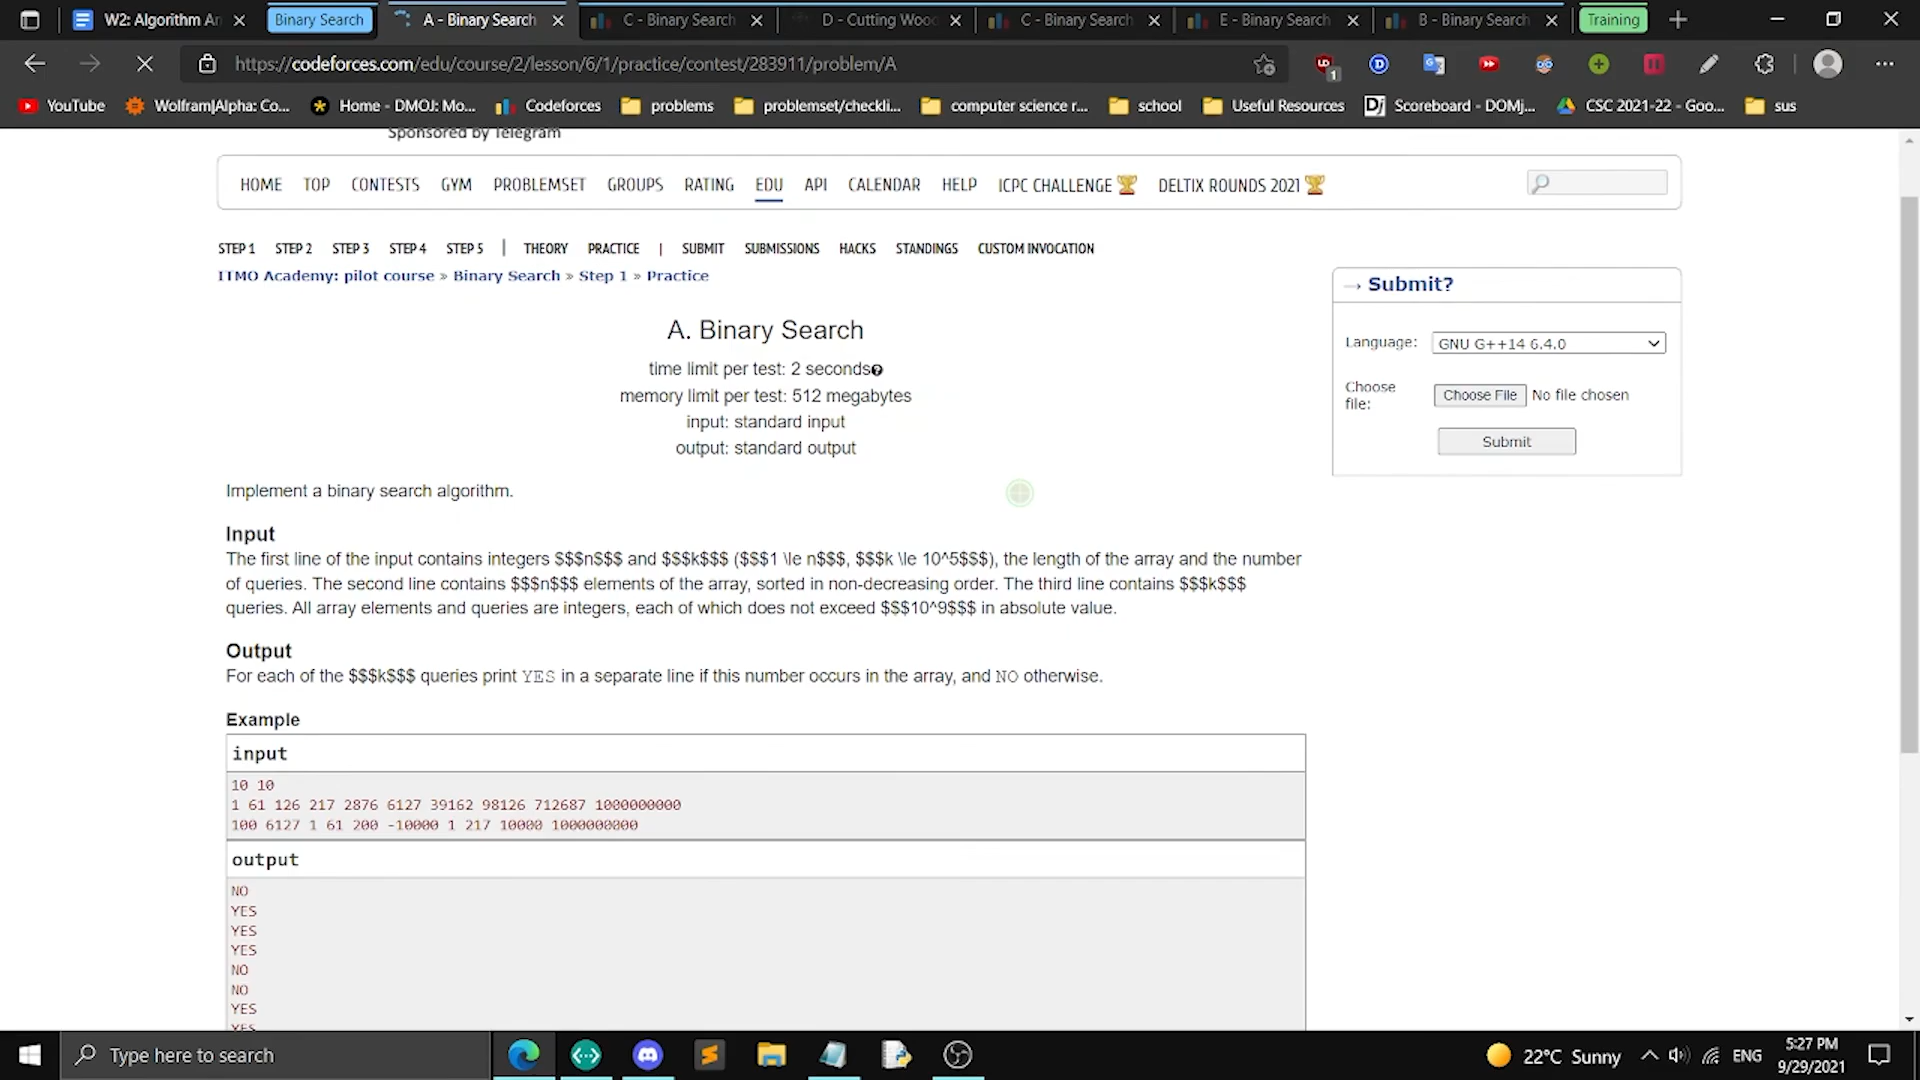 W2: Algorithm An
Binary Search
A - Binary Search
C - Binary Search
D - Cutting Wood
C - Binary Search
E - Binary Search
B - Binary Search
Training
https://codeforces.com/edu/course/2/lesson/6/1/practice/contest/283911/problem/A
1
YouTube
Wolfram|Alpha: Co...
Home - DMOJ: Mo...
Codeforces
problems
problemset/checkli...
computer science r...
school
Useful Resources
Scoreboard - DOMj...
CSC 2021-22 - Goo...
sus
Sponsored by Telegram
HOME TOP CONTESTS GYM PROBLEMSET GROUPS RATING EDU API CALENDAR HELP ICPC CHALLENGE DELTIX ROUNDS 2021
STEP 1 STEP 2 STEP 3 STEP 4 STEP 5 | THEORY PRACTICE | SUBMIT SUBMISSIONS HACKS STANDINGS CUSTOM INVOCATION
ITMO Academy: pilot course » Binary Search » Step 1 » Practice
A. Binary Search
time limit per test: 2 seconds
memory limit per test: 512 megabytes
input: standard input
output: standard output
Implement a binary search algorithm.
Input
The first line of the input contains integers $$$n$$$ and $$$k$$$ ($$$1 \le n$$$, $$$k \le 10^5$$$), the length of the array and the number
of queries. The second line contains $$$n$$$ elements of the array, sorted in non-decreasing order. The third line contains $$$k$$$
queries. All array elements and queries are integers, each of which does not exceed $$$10^9$$$ in absolute value.
Output
For each of the $$$k$$$ queries print YES in a separate line if this number occurs in the array, and NO otherwise.
Example
input
10 10
1 61 126 217 2876 6127 39162 98126 712687 1000000000
100 6127 1 61 200 -10000 1 217 10000 1000000000
output
NO
YES
YES
YES
NO
NO
YES
YES
→ Submit?
Language: GNU G++14 6.4.0
Choose
file:
Choose File No file chosen
Submit
Type here to search
22°C Sunny
ENG
5:27 PM
9/29/2021